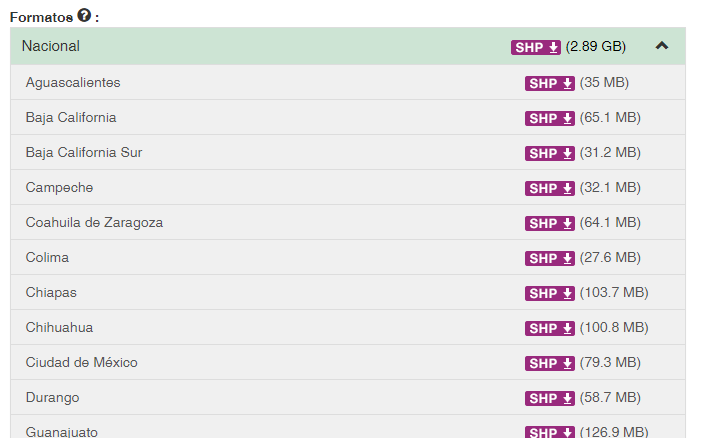 Formatos ? :
Nacional SHP (2.89 GB)
Aguascalientes SHP (35 MB)
Baja California SHP (65.1 MB)
Baja California Sur SHP (31.2 MB)
Campeche SHP (32.1 MB)
Coahuila de Zaragoza SHP (64.1 MB)
Colima SHP (27.6 MB)
Chiapas SHP (103.7 MB)
Chihuahua SHP (100.8 MB)
Ciudad de México SHP (79.3 MB)
Durango SHP (58.7 MB)
Guanajuato SHP (126.9 MB)